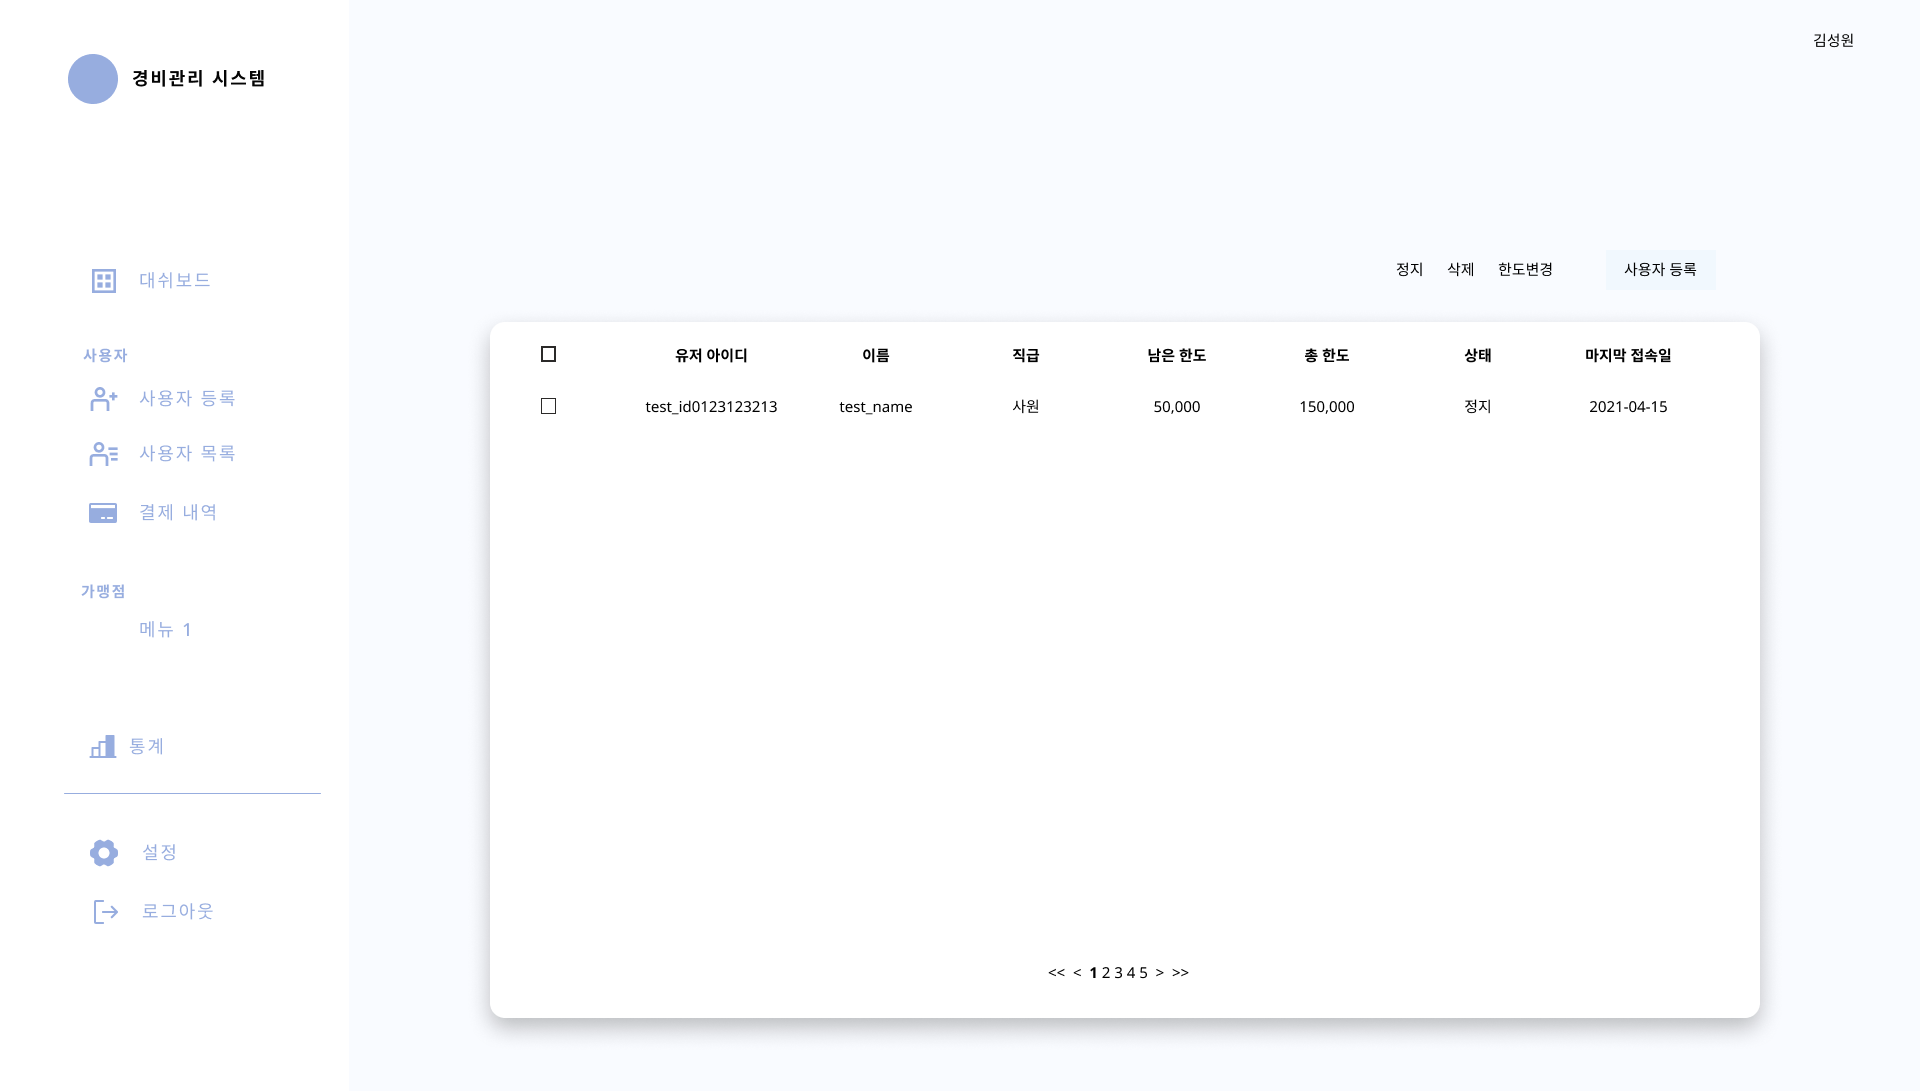 경비관리 시스템
김성원
대쉬보드
사용자
사용자 등록
사용자 목록
결제 내역
가맹점
메뉴 1
통계
설정
로그아웃
정지 삭제 한도변경 사용자 등록
유저 아이디 이름 직급 남은 한도 총 한도 상태 마지막 접속일
test_id0123123213 test_name 사원 50,000 150,000 정지 2021-04-15
<< < 1 2 3 4 5 > >>